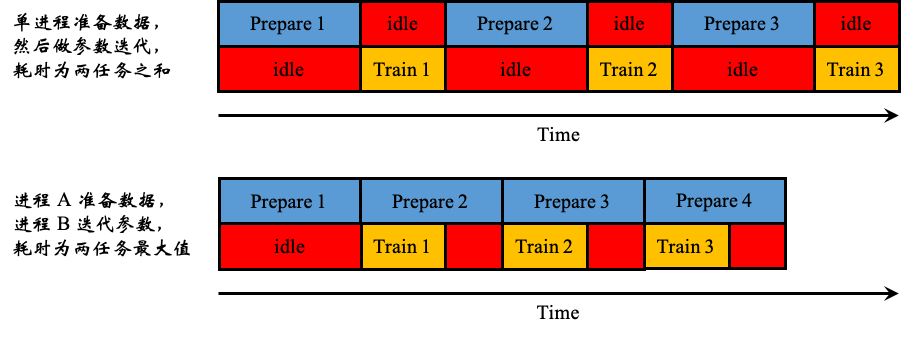 单进程准备数据，
然后做参数迭代，
耗时为两任务之和
Prepare 1 idle Prepare 2 idle Prepare 3 idle
idle Train 1 idle Train 2 idle Train 3
Time
进程 A 准备数据，
进程 B 迭代参数，
耗时为两任务最大值
Prepare 1 Prepare 2 Prepare 3 Prepare 4
idle Train 1 Train 2 Train 3
Time